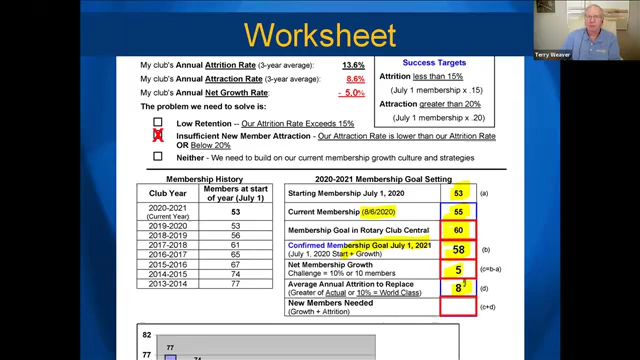 Worksheet
Terry Weaver
My club's Annual Attrition Rate (3-year average): 13.6%
My club's Annual Attraction Rate (3-year average): 8.6%
My club's Annual Net Growth Rate: - 5.0%
The problem we need to solve is:
Low Retention -- Our Attrition Rate Exceeds 15%
X Insufficient New Member Attraction - Our Attraction Rate is lower than our Attrition Rate
OR Below 20%
Neither - We need to build on our current membership growth culture and strategies
Success Targets
Attrition less than 15%
(July 1 membership x .15)
Attraction greater than 20%
(July 1 membership x .20)
Membership History
Club Year Members at start of year (July 1)
2020-2021 (Current Year) 53
2019-2020 53
2018-2019 56
2017-2018 61
2016-2017 65
2015-2016 67
2014-2015 74
2013-2014 77
2020-2021 Membership Goal Setting
Starting Membership July 1, 2020 53 (a)
Current Membership (8/6/2020) 55
Membership Goal in Rotary Club Central 60
Confirmed Membership Goal July 1, 2021 58 (b)
(July 1, 2020 Start + Growth)
Net Membership Growth 5 (c=b-a)
Challenge = 10% or 10 members
Average Annual Attrition to Replace 8 (d)
(Greater of Actual or 10% = World Class)
New Members Needed (c+d)
(Growth + Attrition)
82
77
77
74